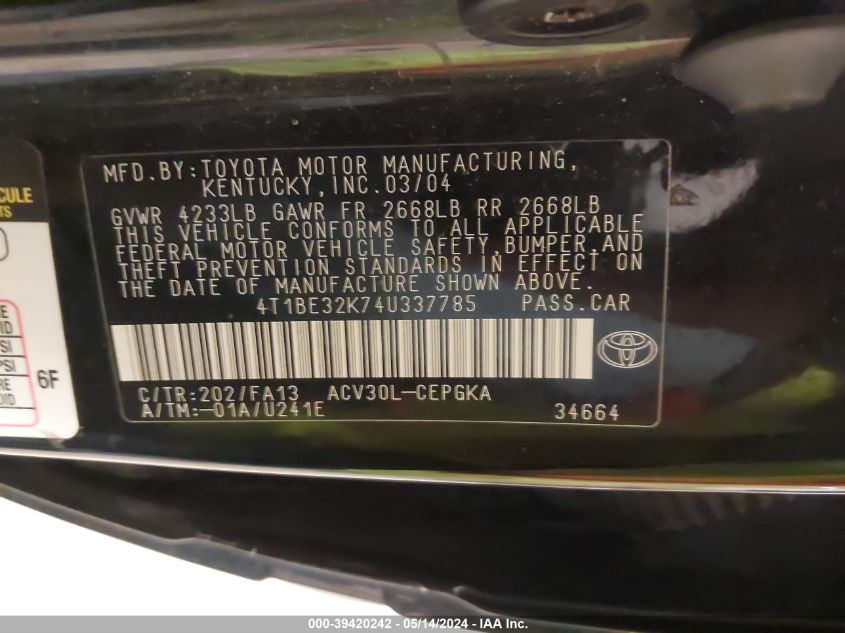 MFD.BY:TOYOTA MOTOR MANUFACTURING,
KENTUCKY,INC.03/04
GVWR 4233LB GAWR FR 2668LB RR 2668LB
THIS VEHICLE CONFORMS TO ALL APPLICABLE
FEDERAL MOTOR VEHICLE SAFETY,BUMPER,AND
THEFT PREVENTION STANDARDS IN EFFECT ON
THE DATE OF MANUFACTURE SHOWN ABOVE.
4T1BE32K74U337785 PASS.CAR
C/TR:202/FA13 ACV30L-CEPGKA
A/TM:-01A/U241E 34664
6F
000-39420242 - 05/14/2024 - IAA Inc.